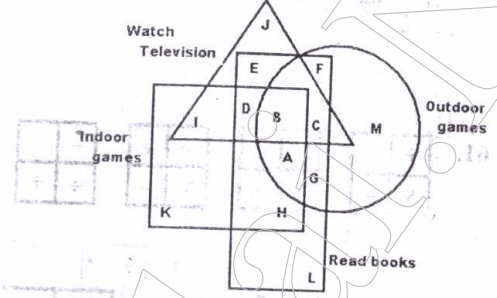 J
Watch
Television
E
F
D
B
I
C
M
Outdoor
games
Indoor
games
A
G
K
H
Read books
L